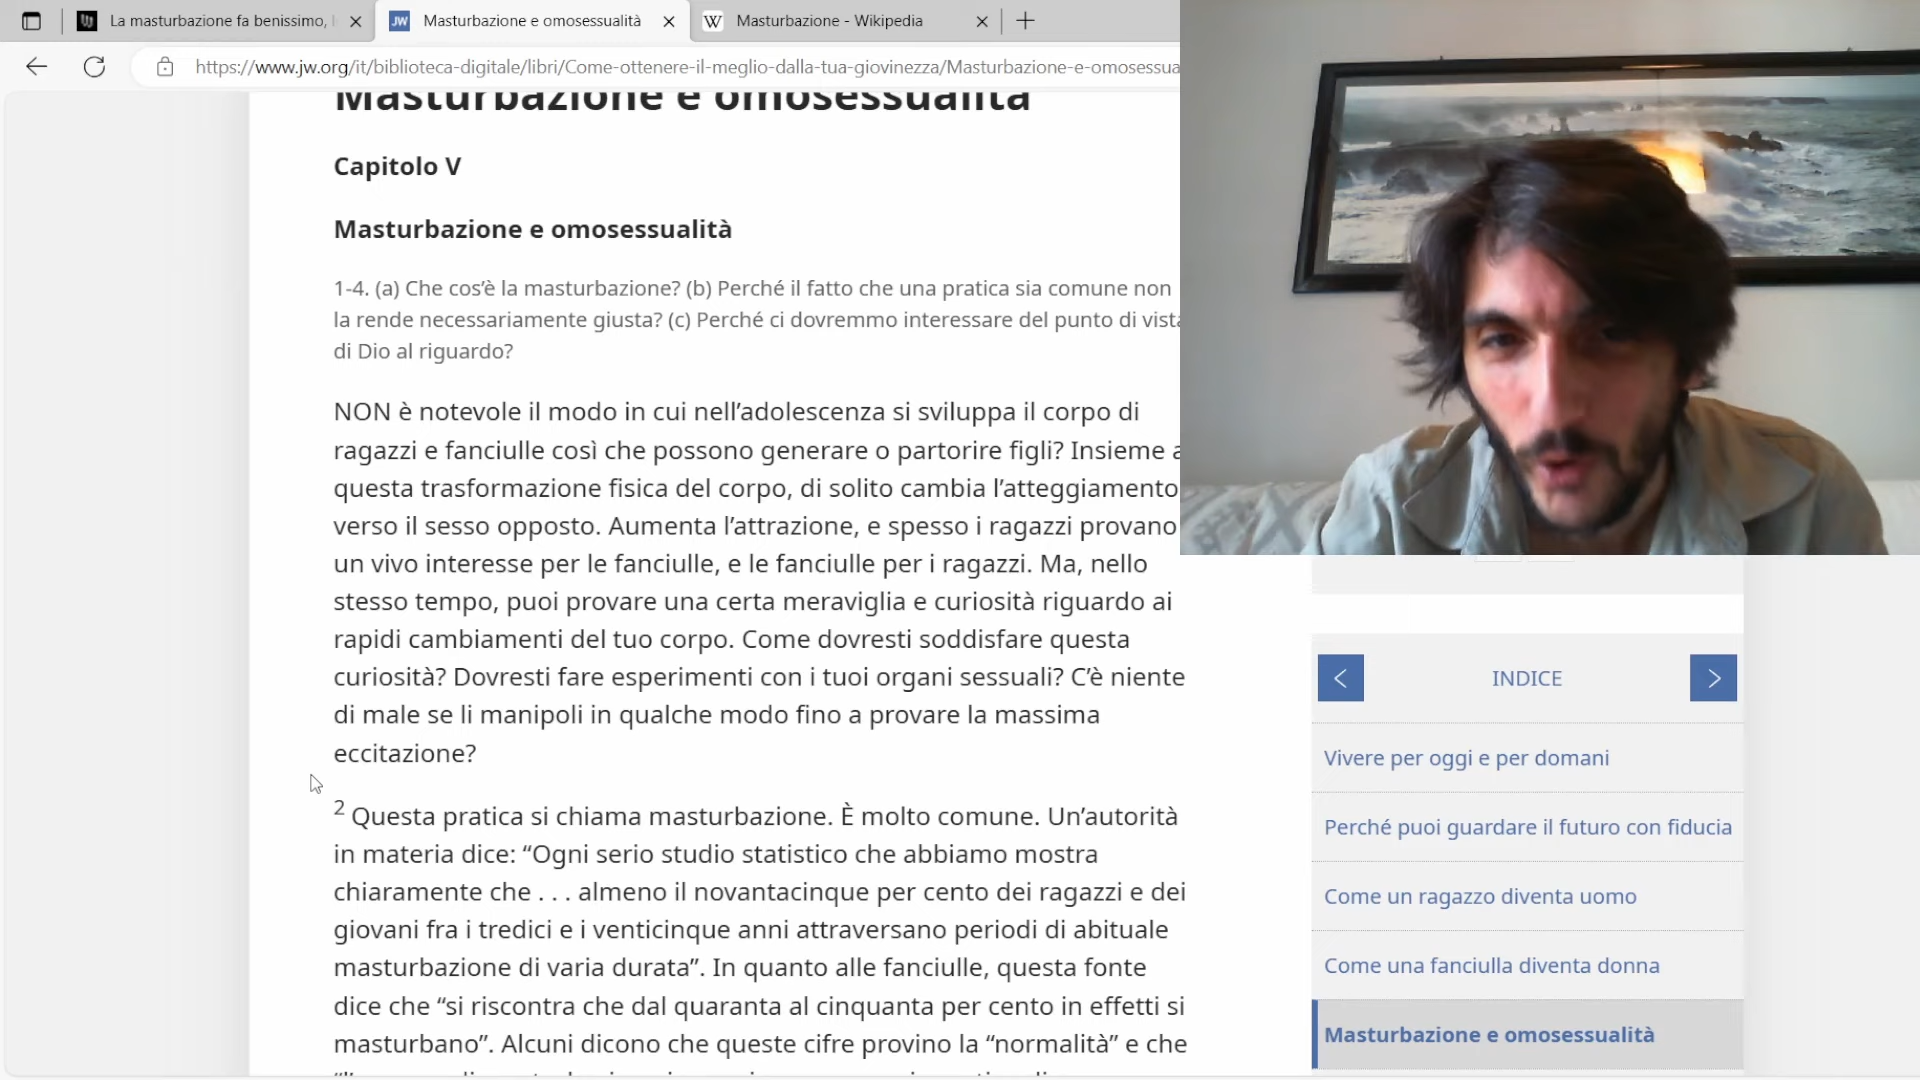 La masturbazione fa benissimo,
Masturbazione e omosessualità
Masturbazione - Wikipedia
https://www.jw.org/it/biblioteca-digitale/libri/Come-ottenere-il-meglio-dalla-tua-giovinezza/Masturbazione-e-omosessua
Masturbazione e omosessualità
Capitolo V
Masturbazione e omosessualità
1-4. (a) Che cos’è la masturbazione? (b) Perché il fatto che una pratica sia comune non
la rende necessariamente giusta? (c) Perché ci dovremmo interessare del punto di vista
di Dio al riguardo?
NON è notevole il modo in cui nell’adolescenza si sviluppa il corpo di
ragazzi e fanciulle così che possono generare o partorire figli? Insieme a
questa trasformazione fisica del corpo, di solito cambia l’atteggiamento
verso il sesso opposto. Aumenta l’attrazione, e spesso i ragazzi provano
un vivo interesse per le fanciulle, e le fanciulle per i ragazzi. Ma, nello
stesso tempo, puoi provare una certa meraviglia e curiosità riguardo ai
rapidi cambiamenti del tuo corpo. Come dovresti soddisfare questa
curiosità? Dovresti fare esperimenti con i tuoi organi sessuali? C’è niente
di male se li manipoli in qualche modo fino a provare la massima
eccitazione?
2 Questa pratica si chiama masturbazione. È molto comune. Un’autorità
in materia dice: “Ogni serio studio statistico che abbiamo mostra
chiaramente che . . . almeno il novantacinque per cento dei ragazzi e dei
giovani fra i tredici e i venticinque anni attraversano periodi di abituale
masturbazione di varia durata”. In quanto alle fanciulle, questa fonte
dice che “si riscontra che dal quaranta al cinquanta per cento in effetti si
masturbano”. Alcuni dicono che queste cifre provino la “normalità” e che
INDICE
Vivere per oggi e per domani
Perché puoi guardare il futuro con fiducia
Come un ragazzo diventa uomo
Come una fanciulla diventa donna
Masturbazione e omosessualità